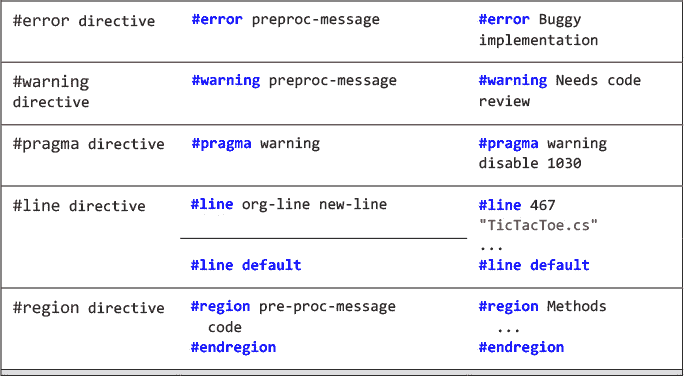 #error directive
#error preproc-message
#error Buggy
implementation
#warning
directive
#warning preproc-message
#warning Needs code
review
#pragma directive
#pragma warning
#pragma warning
disable 1030
#line directive
#line org-line new-line
#line default
#line 467
"TicTacToe.cs"
...
#line default
#region directive
#region pre-proc-message
code
#endregion
#region Methods
...
#endregion